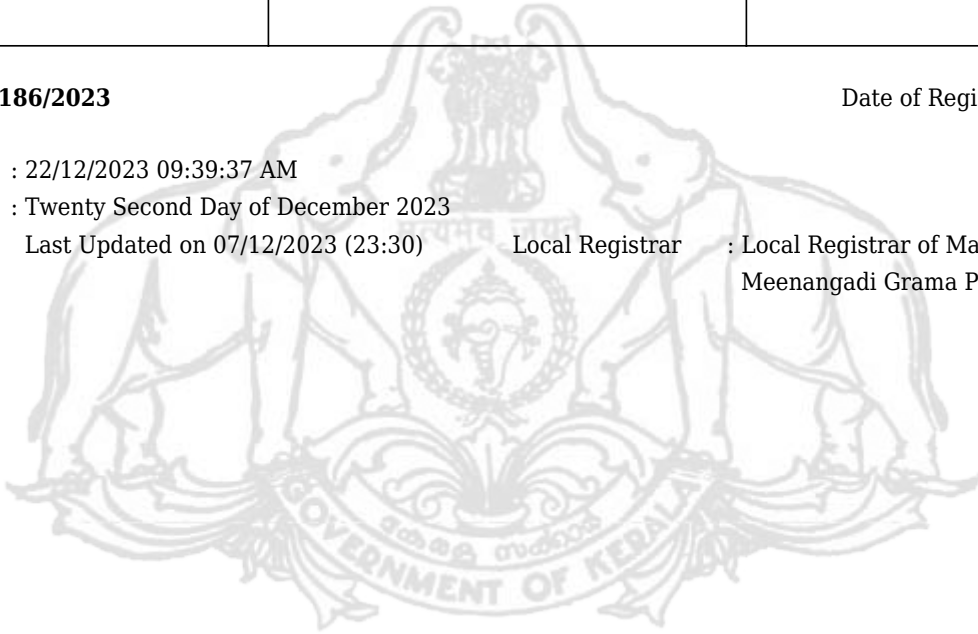 186/2023 Date of Regi
: 22/12/2023 09:39:37 AM
: Twenty Second Day of December 2023
Last Updated on 07/12/2023 (23:30) Local Registrar : Local Registrar of Ma
Meenangadi Grama P
GOVERNMENT OF KERALA